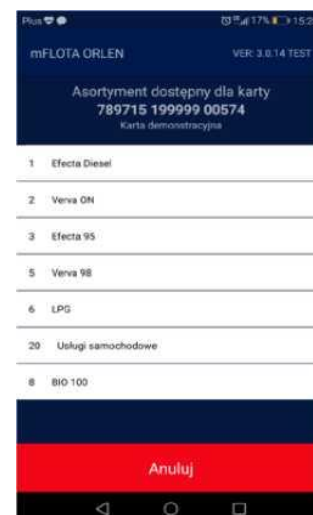 Plus 17% 15:2
mFLOTA ORLEN VER: 3.0.14 TEST
Asortyment dostępny dla karty
789715 199999 00574
Karta demonstracyjna
1 Efecta Diesel
2 Verva ON
3 Efecta 95
5 Verva 98
6 LPG
20 Usługi samochodowe
8 BIO 100
Anuluj